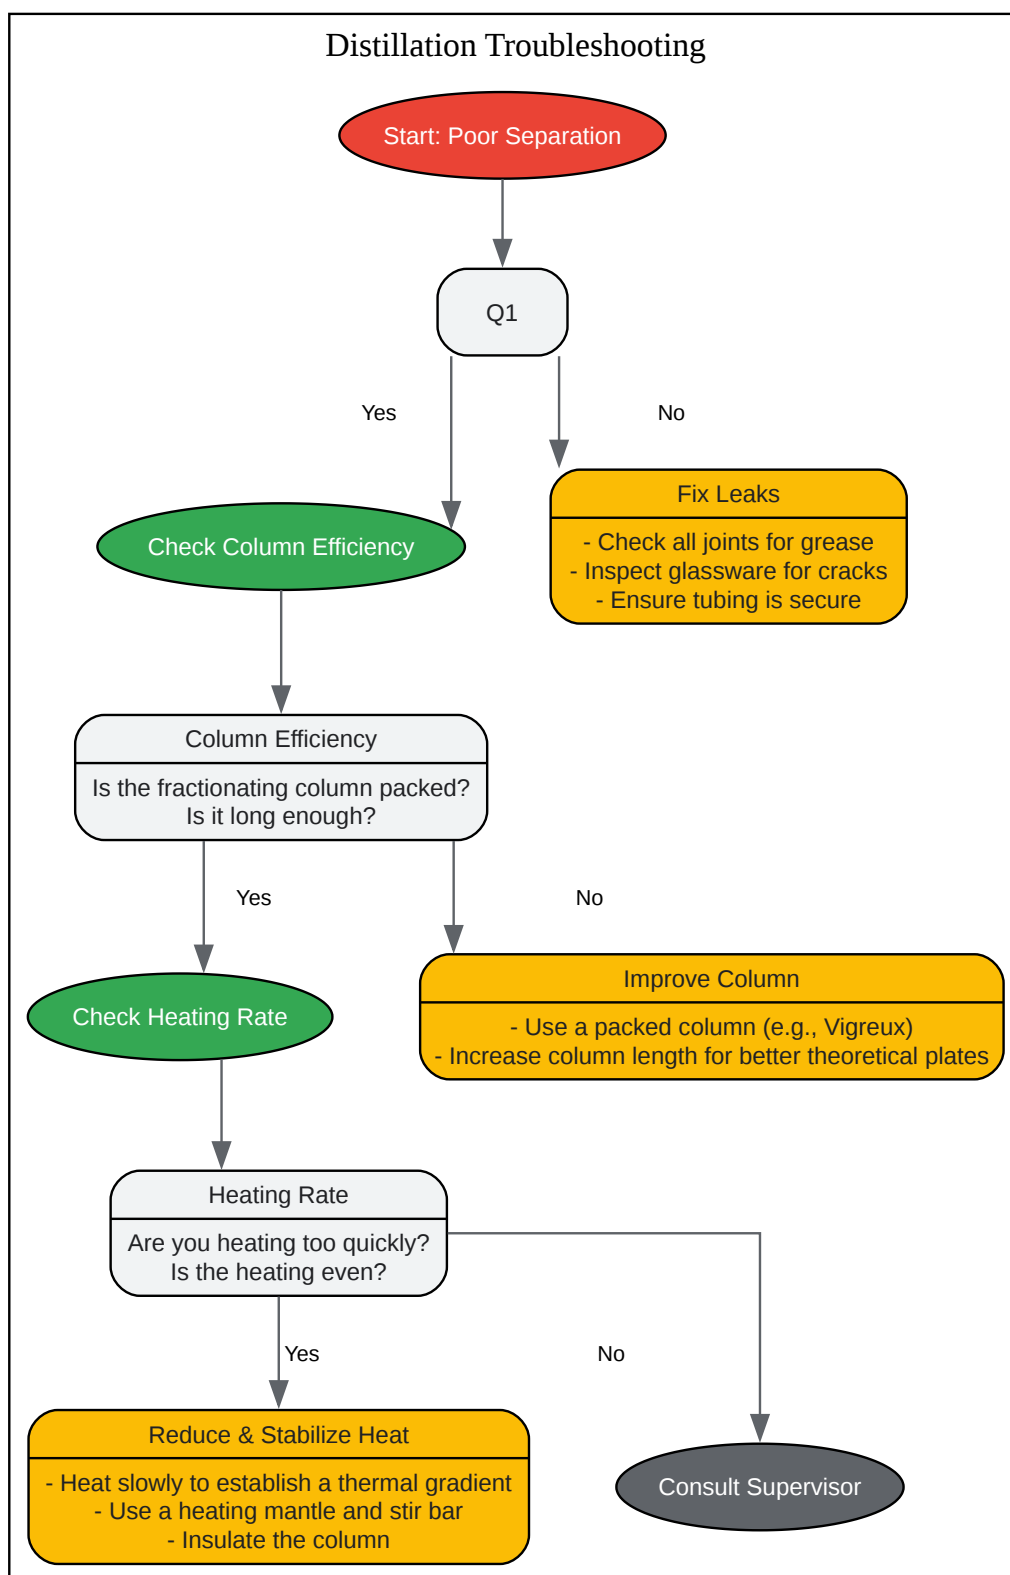 Distillation Troubleshooting
Start: Poor Separation
Q1
Yes
No
Fix Leaks
- Check all joints for grease
- Inspect glassware for cracks
- Ensure tubing is secure
Check Column Efficiency
Column Efficiency
Is the fractionating column packed?
Is it long enough?
Yes
No
Improve Column
- Use a packed column (e.g., Vigreux)
- Increase column length for better theoretical plates
Check Heating Rate
Heating Rate
Are you heating too quickly?
Is the heating even?
Yes
No
Reduce & Stabilize Heat
- Heat slowly to establish a thermal gradient
- Use a heating mantle and stir bar
- Insulate the column
Consult Supervisor